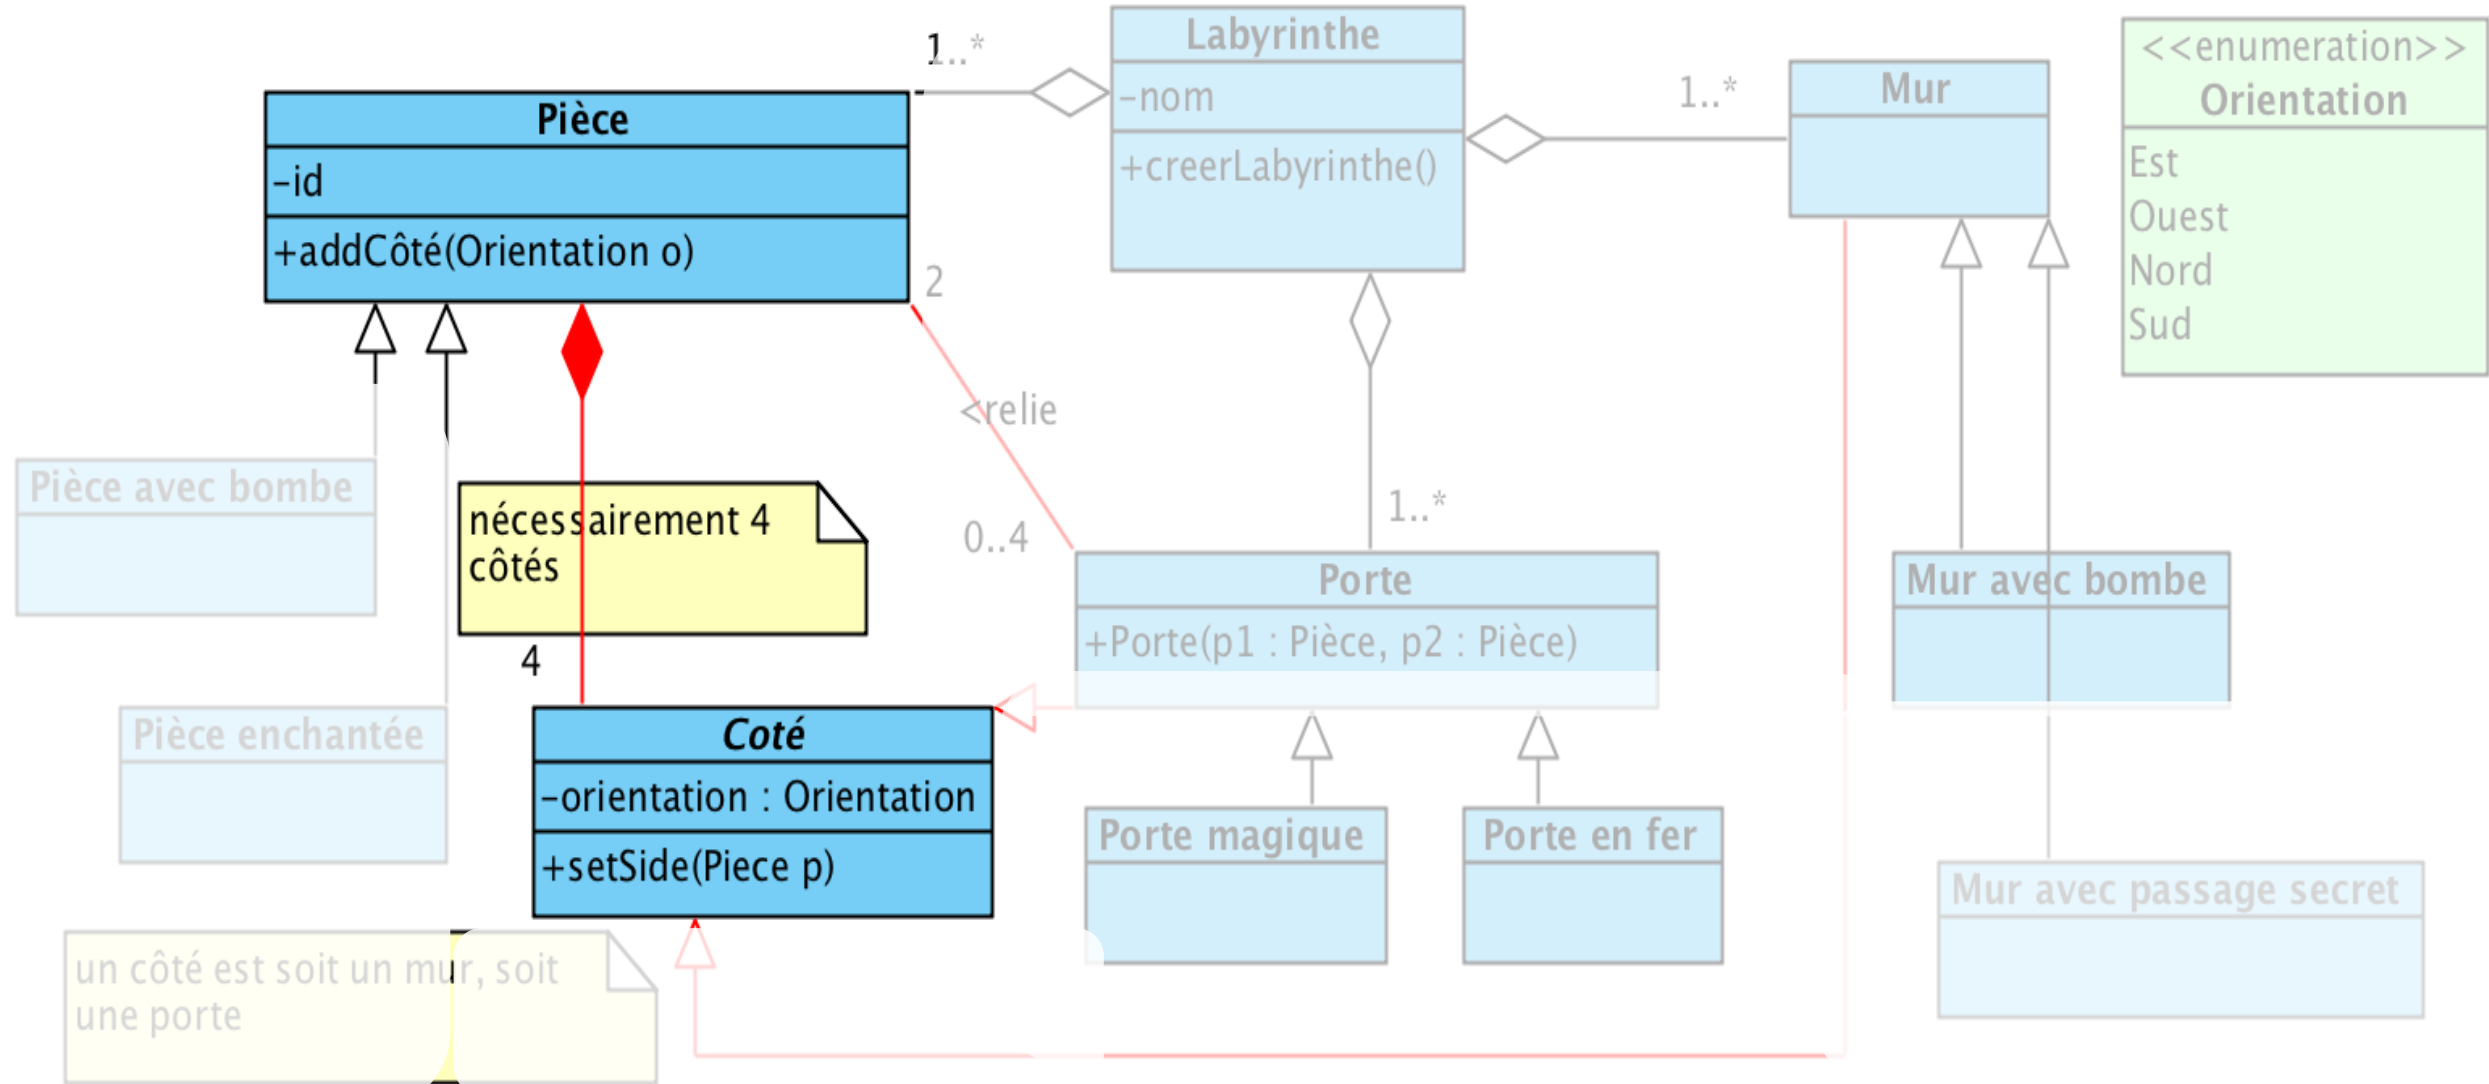 1..*
Labyrinthe
-nom
+creerLabyrinthe()
1..*
Mur
<<enumeration>>
Orientation
Est
Ouest
Nord
Sud
Pièce
-id
+addCôté(Orientation o)
2
<relie
0..4
1..*
Pièce avec bombe
nécessairement 4
côtés
4
Porte
+Porte(p1 : Pièce, p2 : Pièce)
Mur avec bombe
Pièce enchantée
Coté
-orientation : Orientation
+setSide(Piece p)
Porte magique
Porte en fer
Mur avec passage secret
un côté est soit un mur, soit
une porte